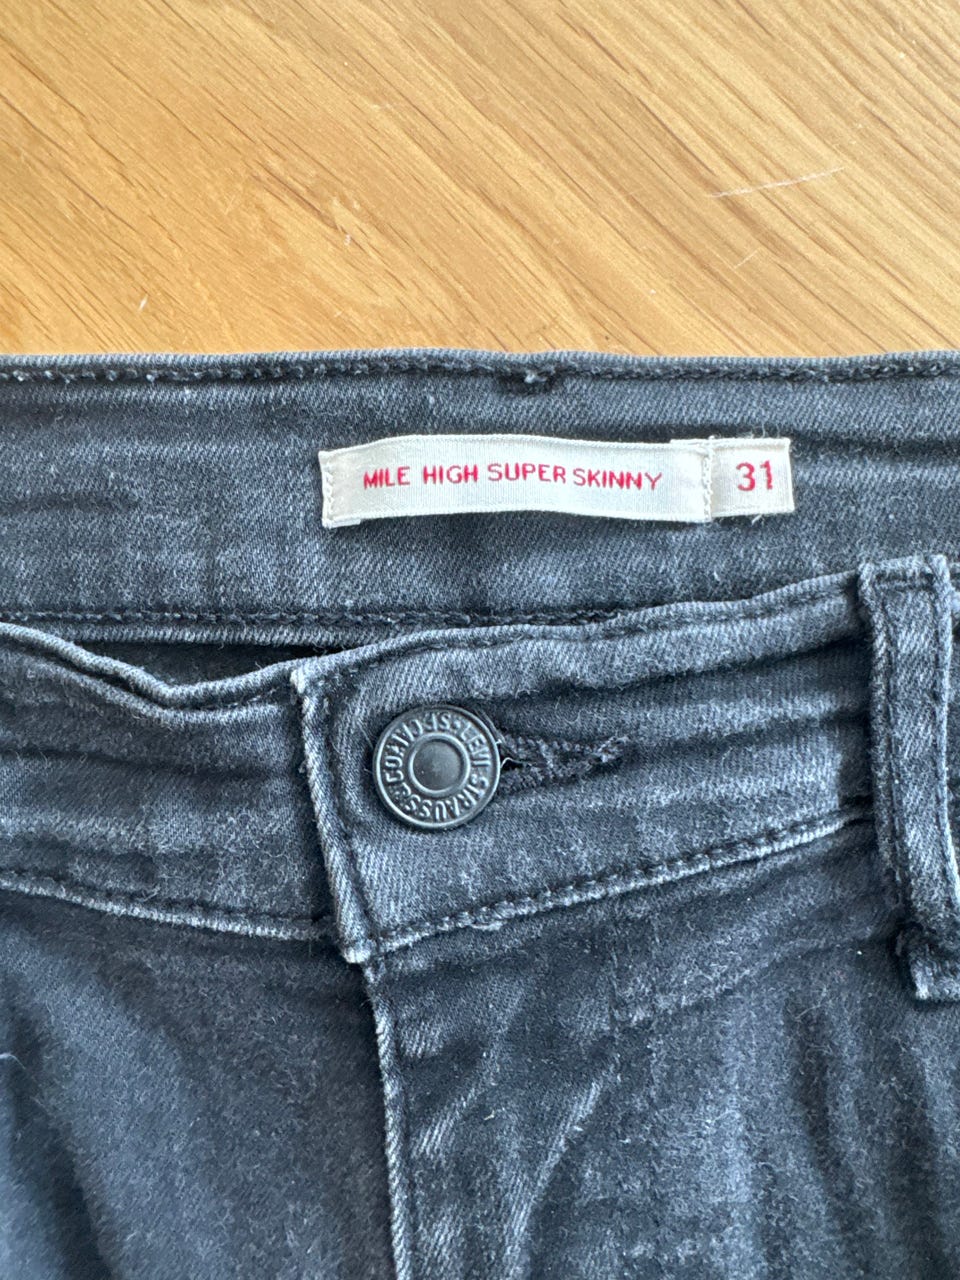 MILE HIGH SUPER SKINNY 31
LEVI STRAUSS & CO